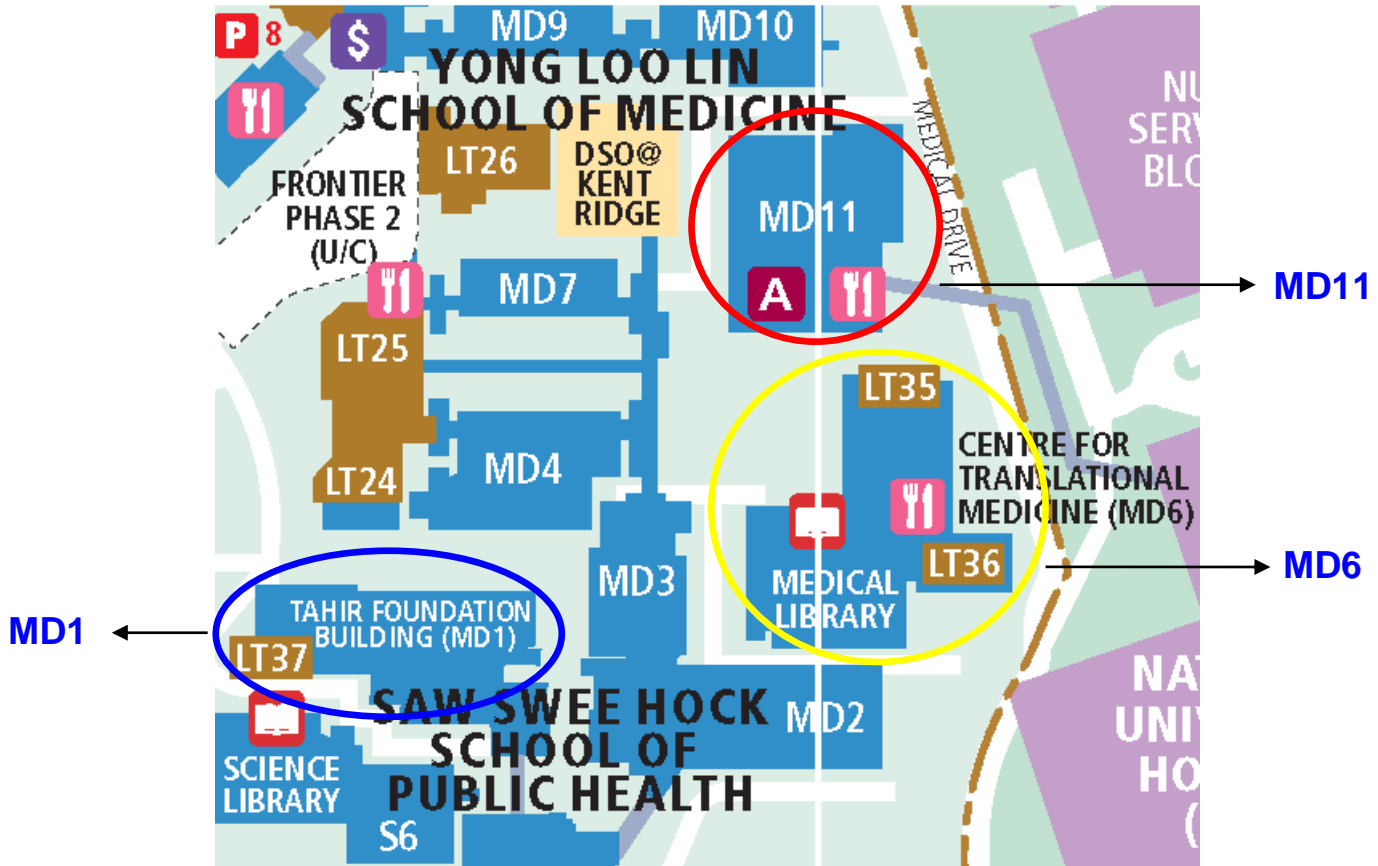 P 8
$
MD9
MD10
YONG LOO LIN
SCHOOL OF MEDICINE
LT26
DSO@
KENT
RIDGE
FRONTIER
PHASE 2
(U/C)
MD11
A
MEDICAL DRIVE
MD11
MD7
LT25
LT35
MD4
LT24
CENTRE FOR
TRANSLATIONAL
MEDICINE (MD6)
LT36
MD6
MD3
MEDICAL
LIBRARY
MD1
TAHIR FOUNDATION
BUILDING (MD1)
LT37
SAW SWEE HOCK
SCHOOL OF
PUBLIC HEALTH
MD2
SCIENCE
LIBRARY
S6